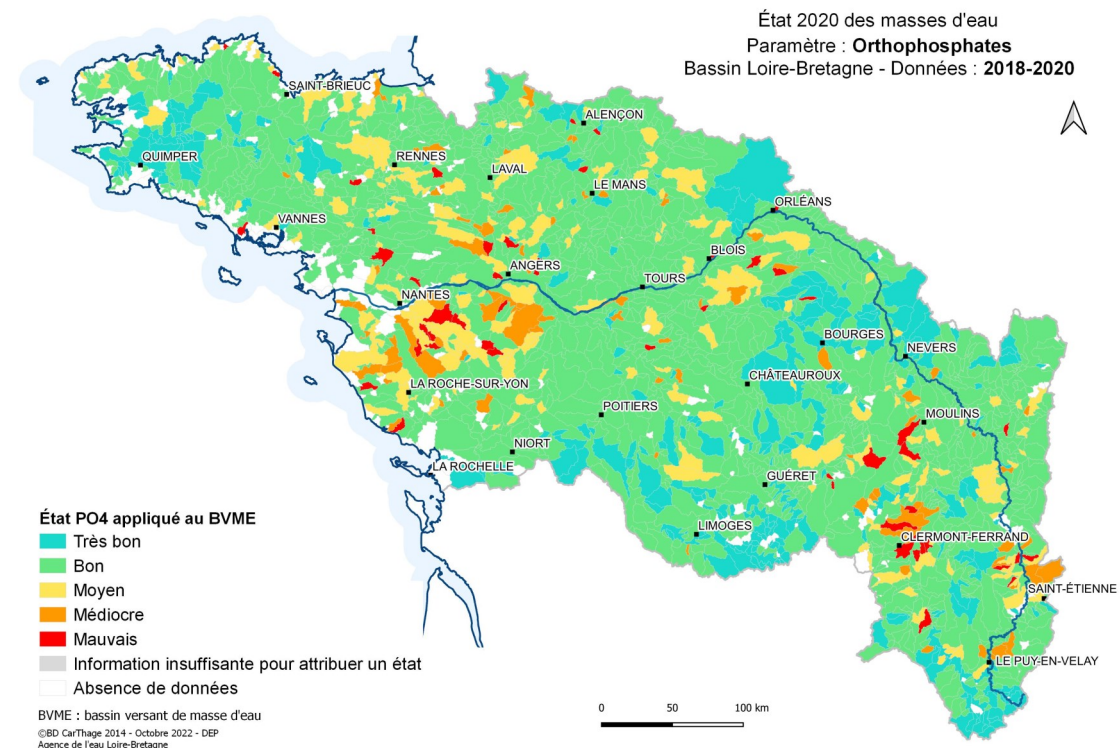 État 2020 des masses d'eau
Paramètre : Orthophosphates
Bassin Loire-Bretagne - Données : 2018-2020
SAINT-BRIEUC
ALENÇON
QUIMPER
RENNES
LAVAL
LE MANS
ORLÉANS
VANNES
BLOIS
ANGERS
TOURS
NANTES
BOURGES
NEVERS
LA ROCHE-SUR-YON
CHÂTEAUROUX
POITIERS
MOULINS
NIORT
LA ROCHELLE
GUÉRET
LIMOGES
CLERMONT-FERRAND
SAINT-ÉTIENNE
LE PUY-EN-VELAY
État PO4 appliqué au BVME
Très bon
Bon
Moyen
Médiocre
Mauvais
Information insuffisante pour attribuer un état
Absence de données
BVME : bassin versant de masse d'eau
©BD CarThage 2014 - Octobre 2022 - DEP
Agence de l'eau Loire-Bretagne
0 50 100 km